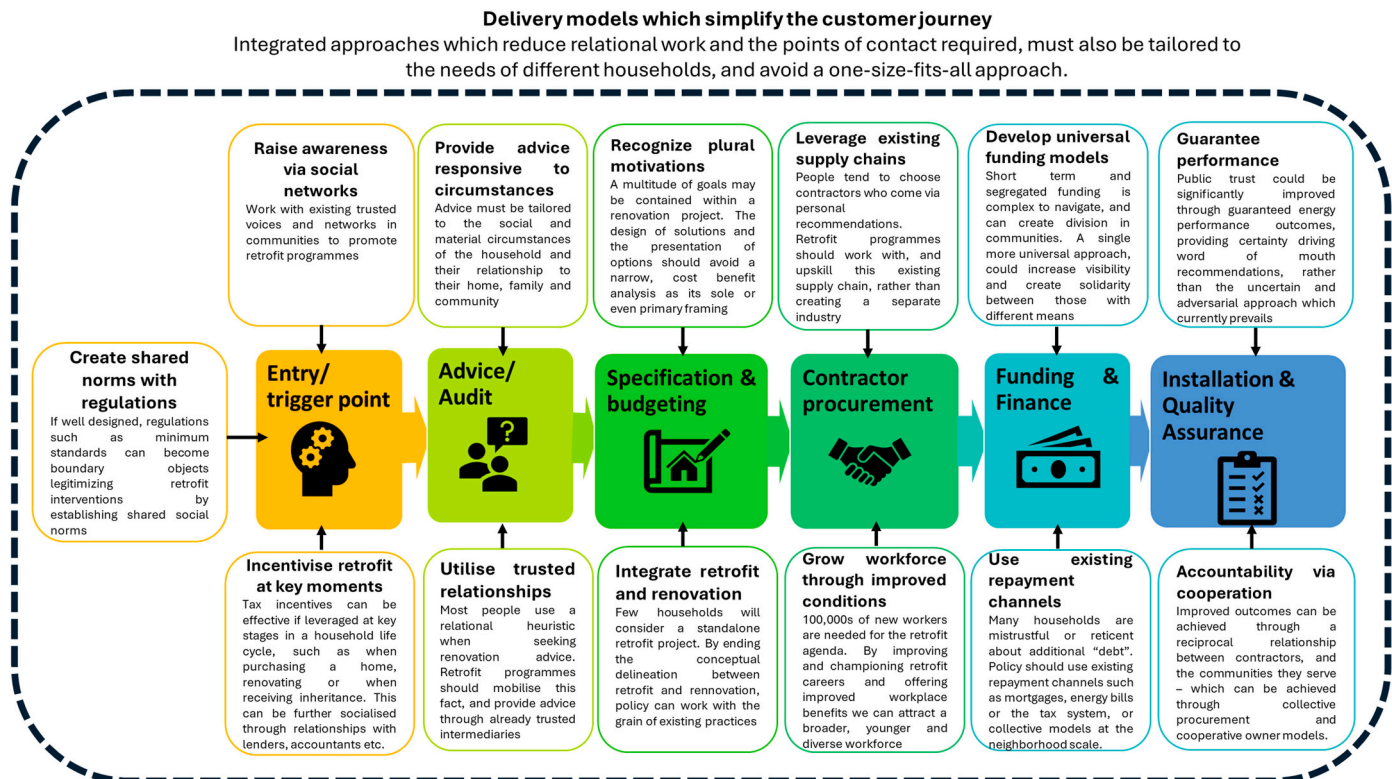 Delivery models which simplify the customer journey
Integrated approaches which reduce relational work and the points of contact required, must also be tailored to
the needs of different households, and avoid a one-size-fits-all approach.
Raise awareness
via social
networks
Work with existing trusted
voices and networks in
communities to promote
retrofit programmes
Provide advice
responsive to
circumstances
Advice must be tailored
to the social and
material circumstances
of the household and
their relationship to
their home, family and
community
Recognize plural
motivations
A multitude of goals may
be contained within a
renovation project. The
design of solutions and
the presentation of
options should avoid a
narrow, cost benefit
analysis as its sole or
even primary framing
Leverage existing
supply chains
People tend to choose
contractors who come via
personal
recommendations.
Retrofit programmes
should work with, and
upskill this existing
supply chain, rather than
creating a separate
industry
Develop universal
funding models
Short term and
segregated funding is
complex to navigate, and
can create division in
communities. A single
more universal approach,
could increase visibility
and create solidarity
between those with
different means
Guarantee
performance
Public trust could be
significantly improved
through guaranteed energy
performance outcomes,
providing certainty driving
word of mouth
recommendations, rather
than the uncertain and
adversarial approach which
currently prevails
Create shared
norms with
regulations
If well designed, regulations
such as minimum
standards can become
boundary objects
legitimizing retrofit
interventions by
establishing shared social
norms
Entry/
trigger point
Advice/
Audit
?
Specification &
budgeting
Contractor
procurement
Funding &
Finance
Installation &
Quality
Assurance
Incentivise retrofit
at key moments
Tax incentives can be
effective if leveraged at key
stages in a household life
cycle, such as when
purchasing a home,
renovating or when
receiving inheritance. This
can be further socialised
through relationships with
lenders, accountants etc.
Utilise trusted
relationships
Most people use a
relational heuristic
when seeking
renovation advice.
Retrofit programmes
should mobilise this
fact, and provide advice
through already trusted
intermediaries
Integrate retrofit
and renovation
Few households will
consider a standalone
retrofit project. By ending
the conceptual
delineation between
retrofit and rennovation,
policy can work with the
grain of existing practices
Grow workforce
through improved
conditions
100,000s of new workers
are needed for the retrofit
agenda. By improving
and championing retrofit
careers and offering
improved workplace
benefits we can attract a
broader, younger and
diverse workforce
Use existing
repayment
channels
Many households are
mistrustful or reticent
about additional “debt”.
Policy should use existing
repayment channels such
as mortgages, energy bills
or the tax system, or
collective models at the
neighborhood scale.
Accountability via
cooperation
Improved outcomes can be
achieved through a
reciprocal relationship
between contractors, and
the communities they serve
– which can be achieved
through collective
procurement and
cooperative owner models.